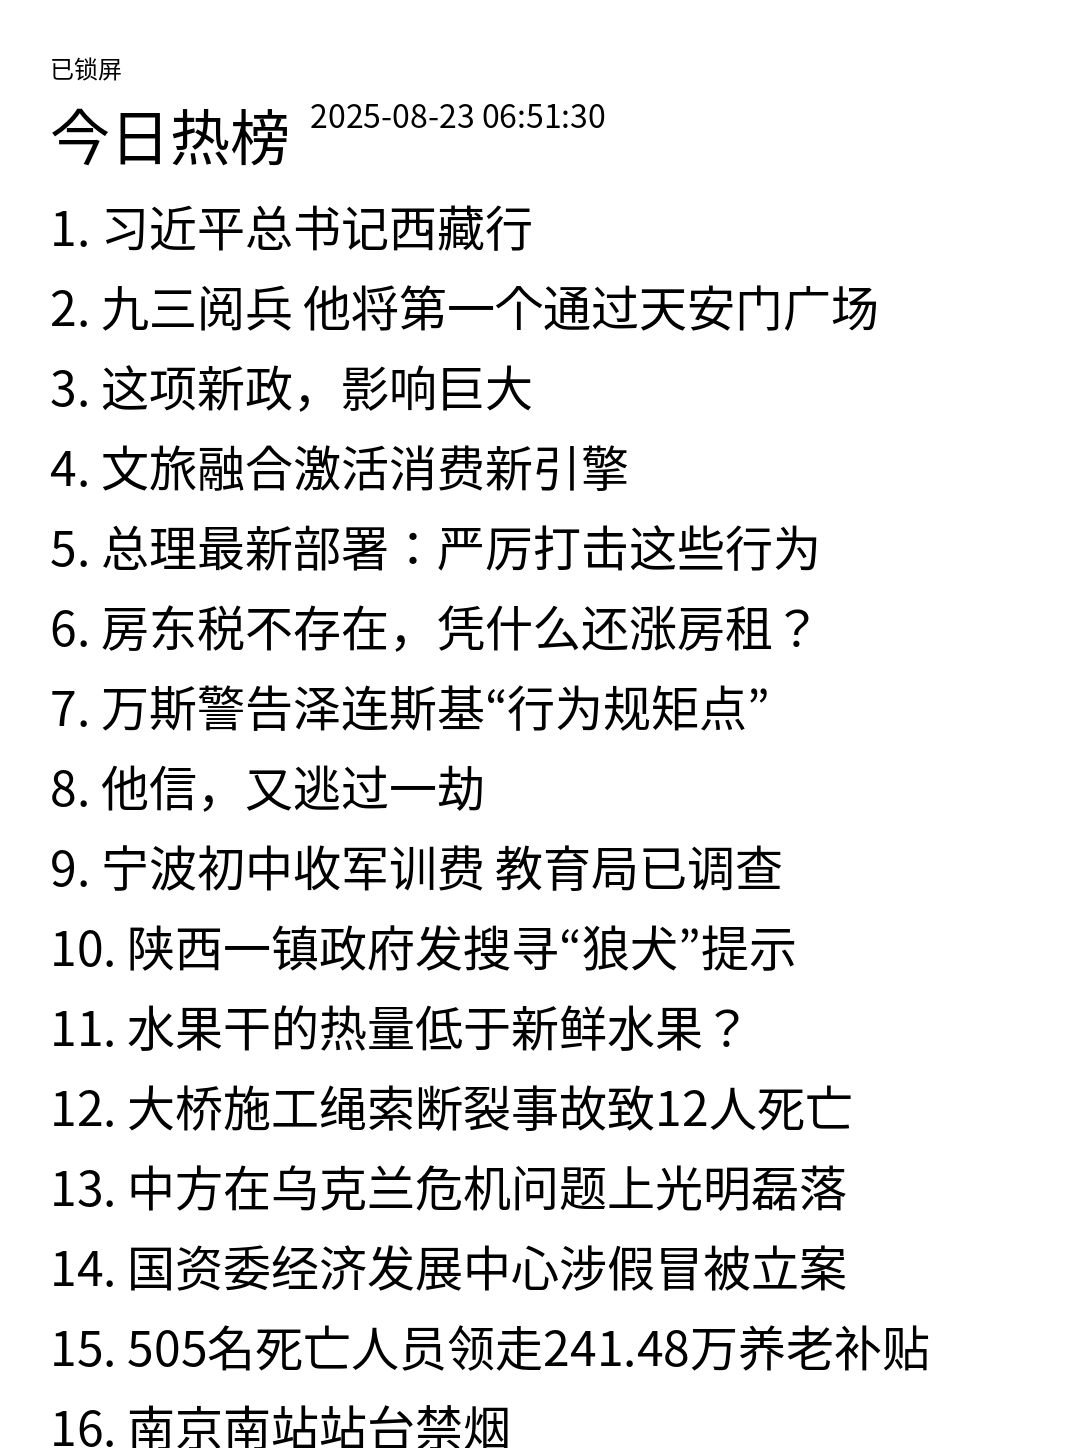 已锁屏
今日热榜 2025-08-23 06:51:30
1. 习近平总书记西藏行
2. 九三阅兵 他将第一个通过天安门广场
3. 这项新政，影响巨大
4. 文旅融合激活消费新引擎
5. 总理最新部署：严厉打击这些行为
6. 房东税不存在，凭什么还涨房租？
7. 万斯警告泽连斯基“行为规矩点”
8. 他信，又逃过一劫
9. 宁波初中收军训费 教育局已调查
10. 陕西一镇政府发搜寻“狼犬”提示
11. 水果干的热量低于新鲜水果？
12. 大桥施工绳索断裂事故致12人死亡
13. 中方在乌克兰危机问题上光明磊落
14. 国资委经济发展中心涉假冒被立案
15. 505名死亡人员领走241.48万养老补贴
16. 南京南站站台禁烟